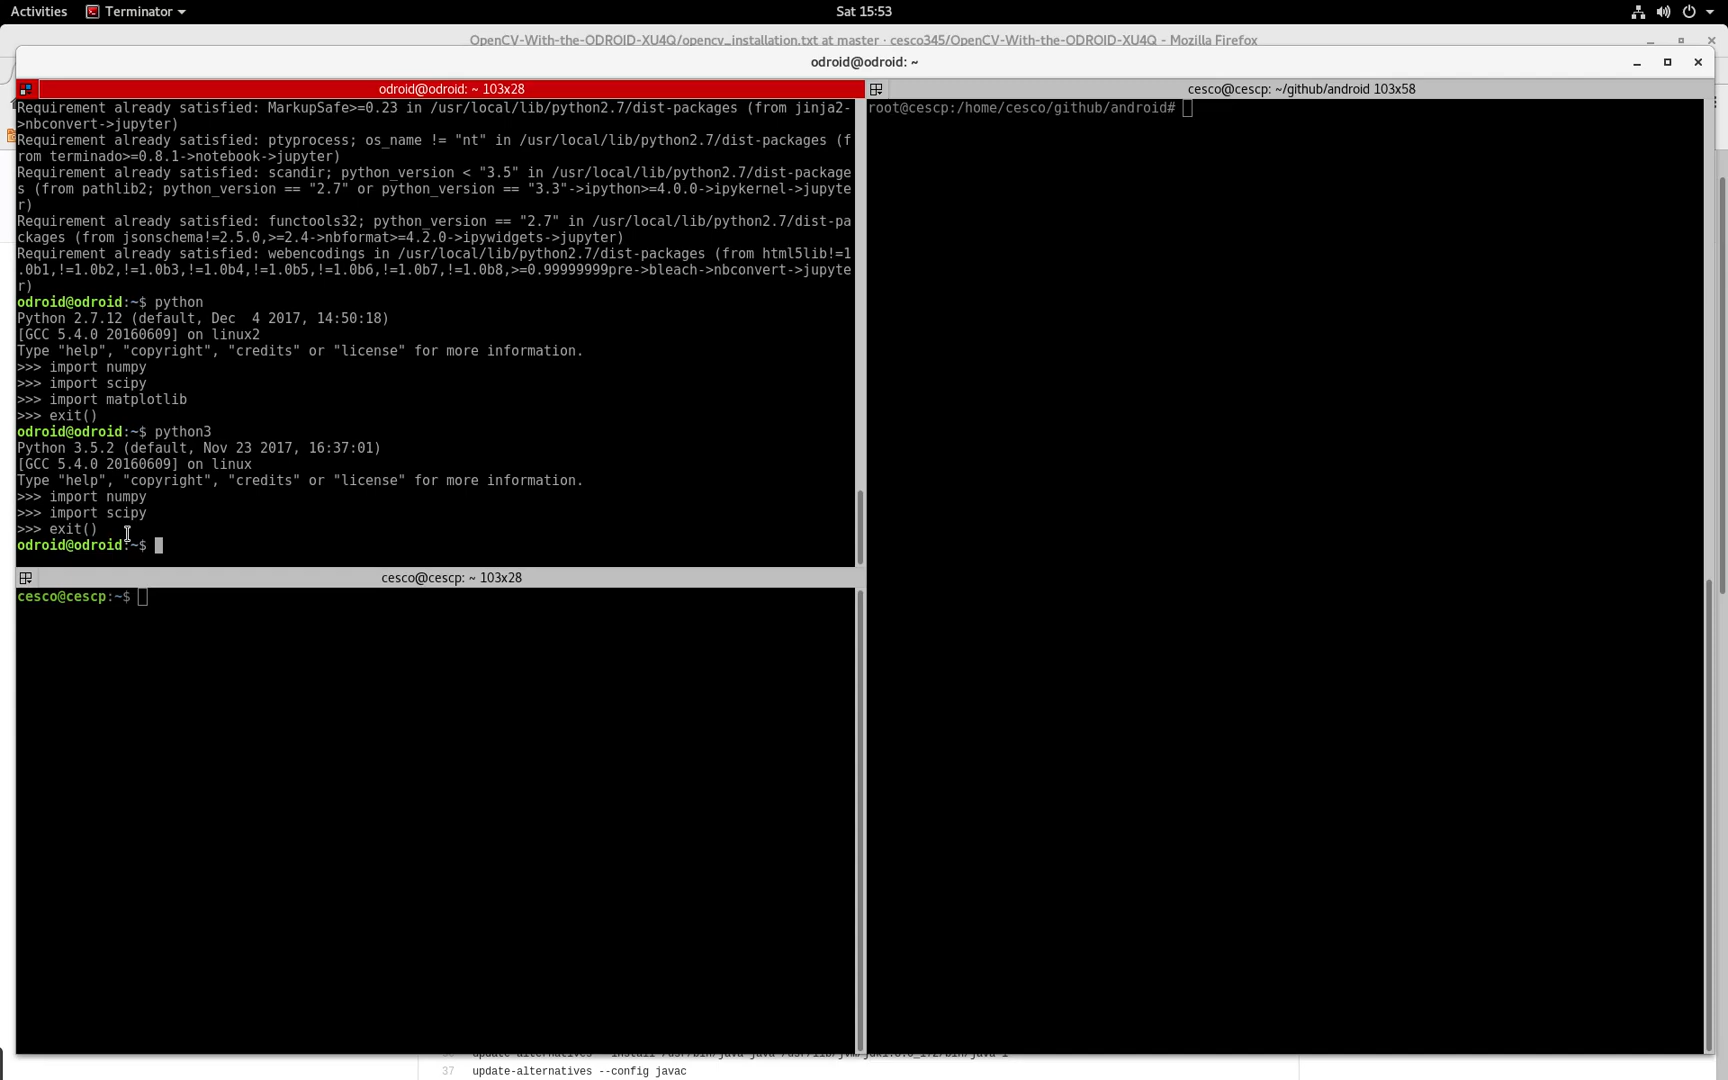 Activities Terminator Sat 15:53
OpenCV-With-the-ODROID-XU4Q/opencv_installation.txt at master · cesco345/OpenCV-With-the-ODROID-XU4Q - Mozilla Firefox
odroid@odroid: ~
odroid@odroid: ~ 103x28
Requirement already satisfied: MarkupSafe>=0.23 in /usr/local/lib/python2.7/dist-packages (from jinja2-
>nbconvert->jupyter)
Requirement already satisfied: ptyprocess; os_name != "nt" in /usr/local/lib/python2.7/dist-packages (f
rom terminado>=0.8.1->notebook->jupyter)
Requirement already satisfied: scandir; python_version < "3.5" in /usr/local/lib/python2.7/dist-package
s (from pathlib2; python_version == "2.7" or python_version == "3.3"->ipython>=4.0.0->ipykernel->jupyte
r)
Requirement already satisfied: functools32; python_version == "2.7" in /usr/local/lib/python2.7/dist-pa
ckages (from jsonschema!=2.5.0,>=2.4->nbformat>=4.2.0->ipywidgets->jupyter)
Requirement already satisfied: webencodings in /usr/local/lib/python2.7/dist-packages (from html5lib!=1
.0b1,!=1.0b2,!=1.0b3,!=1.0b4,!=1.0b5,!=1.0b6,!=1.0b7,!=1.0b8,>=0.99999999pre->bleach->nbconvert->jupyte
r)
odroid@odroid:~$ python
Python 2.7.12 (default, Dec  4 2017, 14:50:18)
[GCC 5.4.0 20160609] on linux2
Type "help", "copyright", "credits" or "license" for more information.
>>> import numpy
>>> import scipy
>>> import matplotlib
>>> exit()
odroid@odroid:~$ python3
Python 3.5.2 (default, Nov 23 2017, 16:37:01)
[GCC 5.4.0 20160609] on linux
Type "help", "copyright", "credits" or "license" for more information.
>>> import numpy
>>> import scipy
>>> exit()
odroid@odroid:~$
cesco@cescp: ~ 103x28
cesco@cescp:~$
cesco@cescp: ~/github/android 103x58
root@cescp:/home/cesco/github/android#
37 update-alternatives --config javac